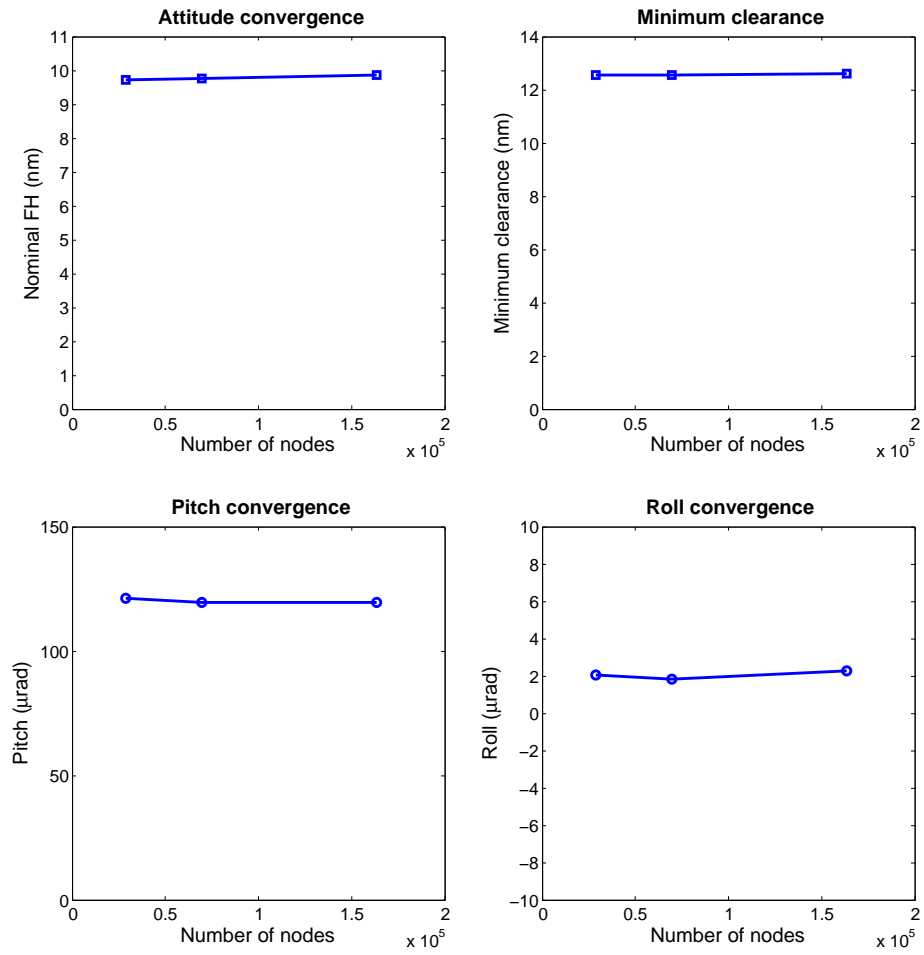 Attitude convergence
11
10
9
8
7
6
5
4
3
2
1
0
Nominal FH (nm)
0 0.5 1 1.5 2
Number of nodes
x 10^5
Minimum clearance
14
12
10
8
6
4
2
0
Minimum clearance (nm)
0 0.5 1 1.5 2
Number of nodes
x 10^5
Pitch convergence
150
100
50
0
Pitch (μrad)
0 0.5 1 1.5 2
Number of nodes
x 10^5
Roll convergence
10
8
6
4
2
0
−2
−4
−6
−8
−10
Roll (μrad)
0 0.5 1 1.5 2
Number of nodes
x 10^5